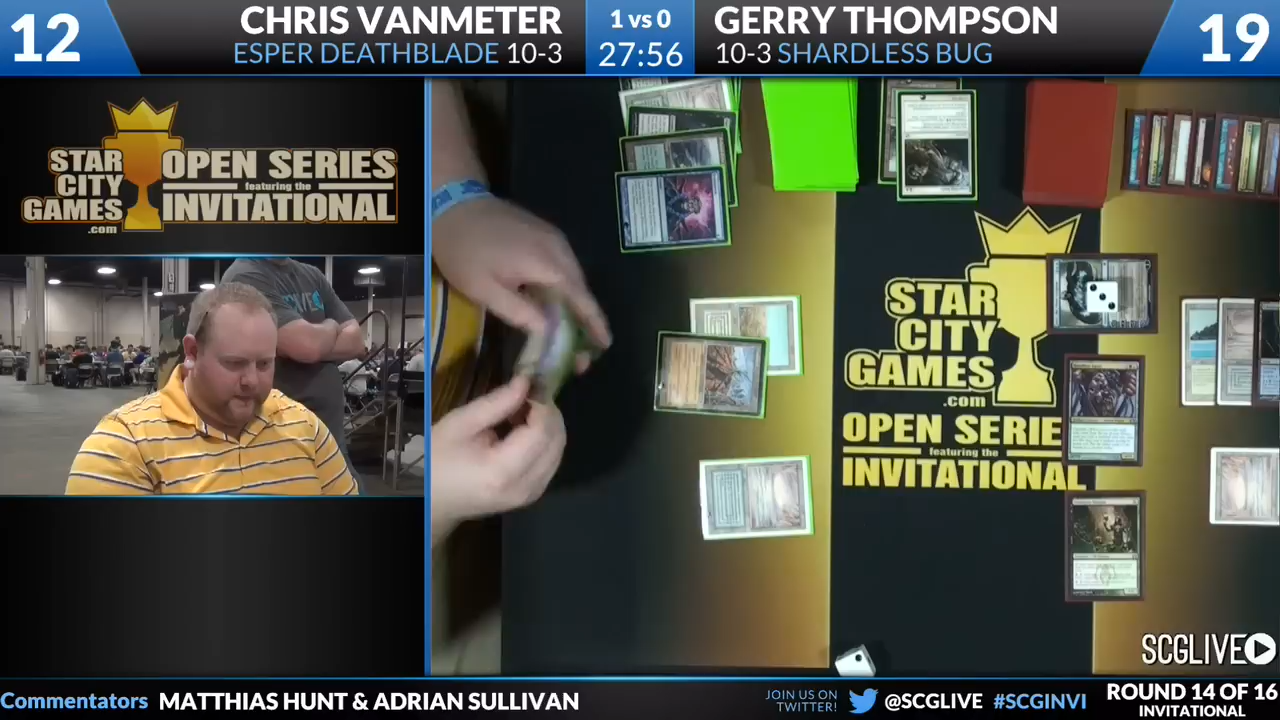 12
CHRIS VANMETER
ESPER DEATHBLADE 10-3
1 vs 0
27:56
GERRY THOMPSON
10-3 SHARDLESS BUG
19
STAR
CITY
GAMES
.com
OPEN SERIES
featuring the
INVITATIONAL
STAR
CITY
GAMES
.com
OPEN SERIE
featuring the
INVITATIONAL
SCGLIVE
Commentators MATTHIAS HUNT & ADRIAN SULLIVAN
JOIN US ON
TWITTER!
@SCGLIVE #SCGINVI
ROUND 14 OF 16
INVITATIONAL